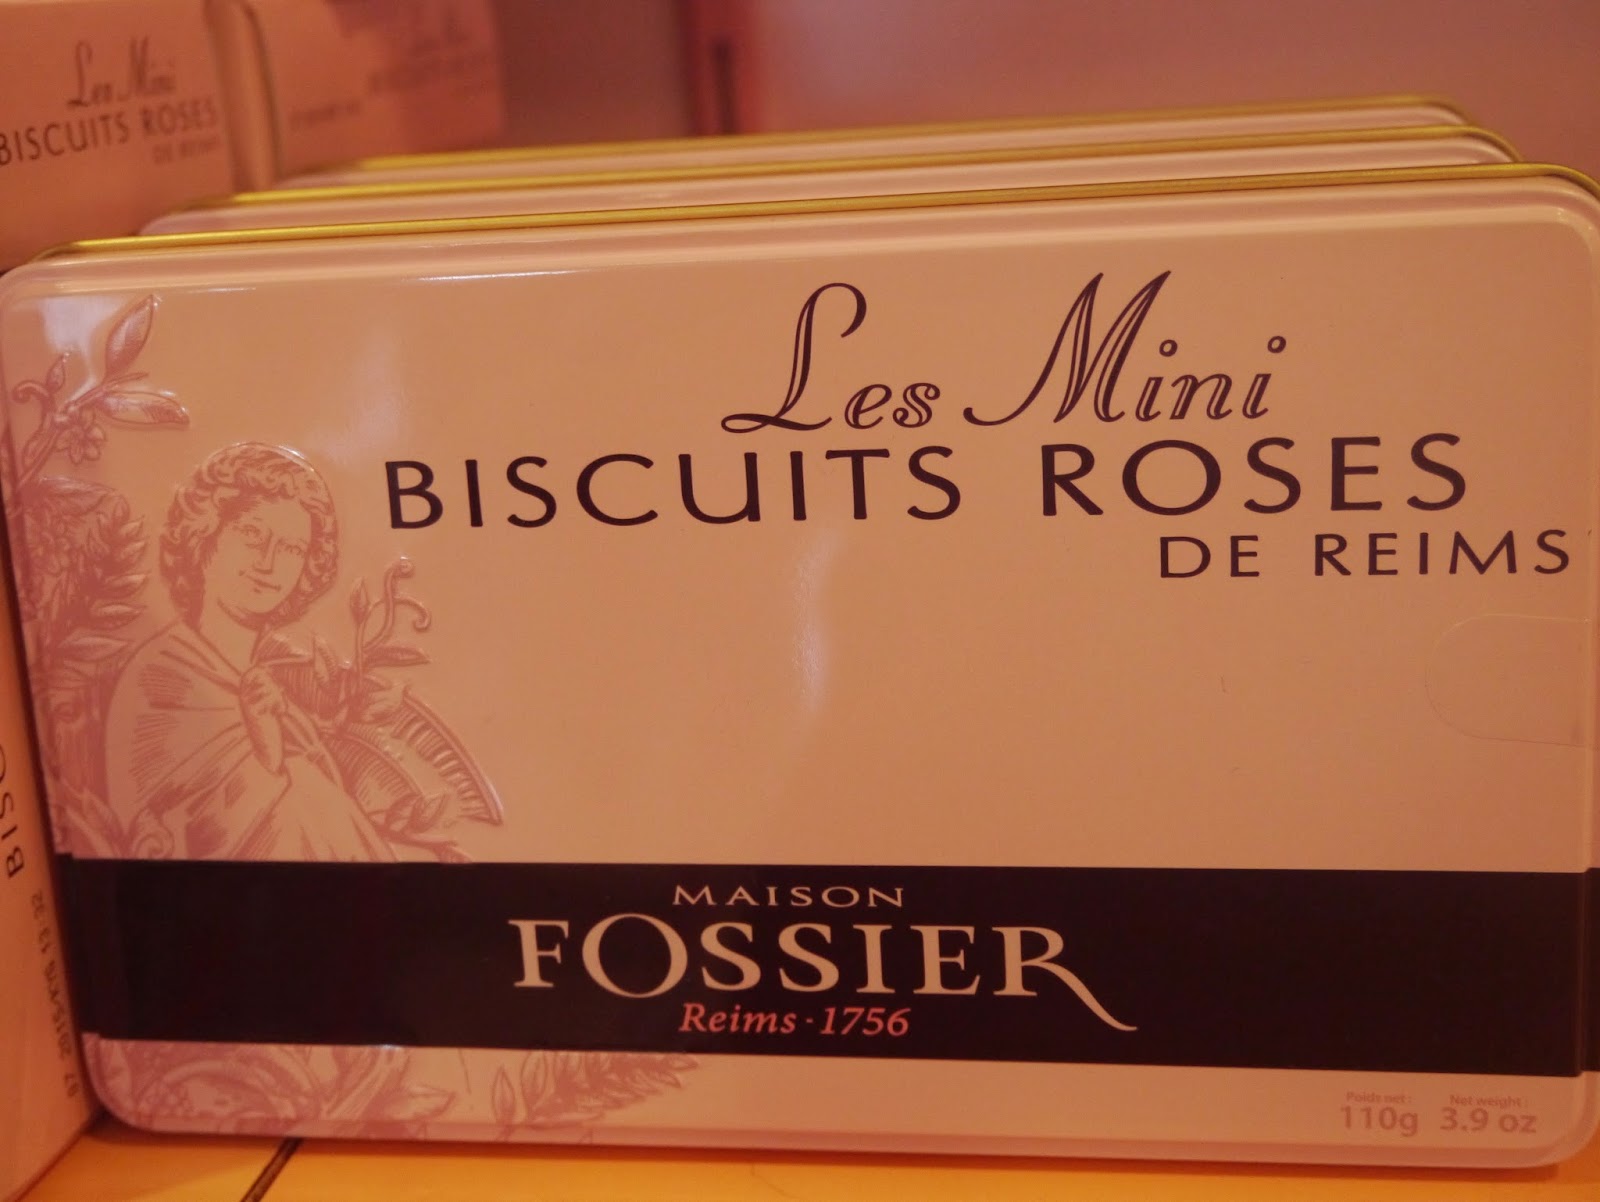 Les Mini
BISCUITS ROSES
DE REIMS
Les Mini
BISCUITS ROSES
DE REIMS
MAISON
FOSSIER
Reims · 1756
Poids net :
110g
Net weight :
3.9 oz
BISC